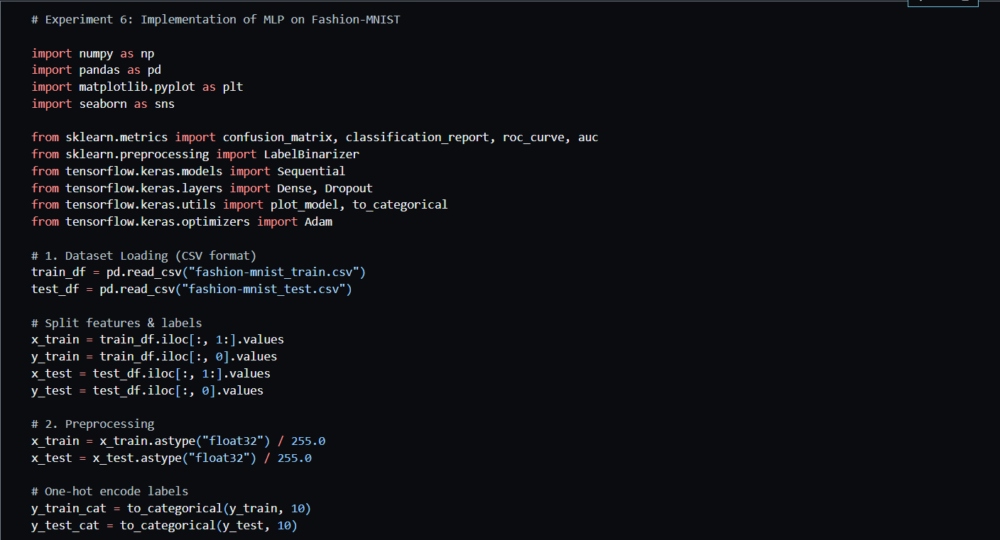 # Experiment 6: Implementation of MLP on Fashion-MNIST
import numpy as np
import pandas as pd
import matplotlib.pyplot as plt
import seaborn as sns
from sklearn.metrics import confusion_matrix, classification_report, roc_curve, auc
from sklearn.preprocessing import LabelBinarizer
from tensorflow.keras.models import Sequential
from tensorflow.keras.layers import Dense, Dropout
from tensorflow.keras.utils import plot_model, to_categorical
from tensorflow.keras.optimizers import Adam
# 1. Dataset Loading (CSV format)
train_df = pd.read_csv("fashion-mnist_train.csv")
test_df = pd.read_csv("fashion-mnist_test.csv")
# Split features & labels
x_train = train_df.iloc[:, 1:].values
y_train = train_df.iloc[:, 0].values
x_test = test_df.iloc[:, 1:].values
y_test = test_df.iloc[:, 0].values
# 2. Preprocessing
x_train = x_train.astype("float32") / 255.0
x_test = x_test.astype("float32") / 255.0
# One-hot encode labels
y_train_cat = to_categorical(y_train, 10)
y_test_cat = to_categorical(y_test, 10)